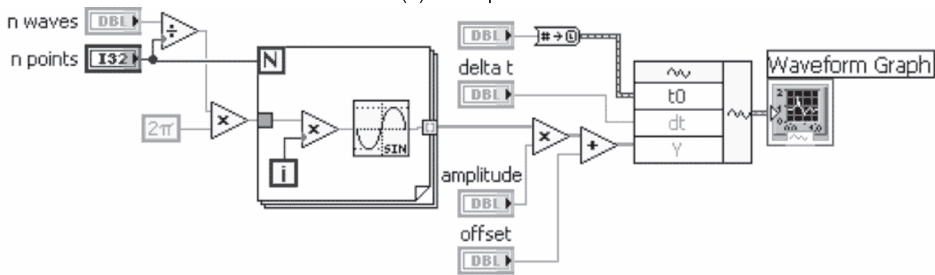 n waves
DBL
÷
n points
I32
2π
x
N
i
x
SIN
DBL
#
delta t
DBL
x
+
amplitude
DBL
offset
DBL
t0
dt
Y
Waveform Graph